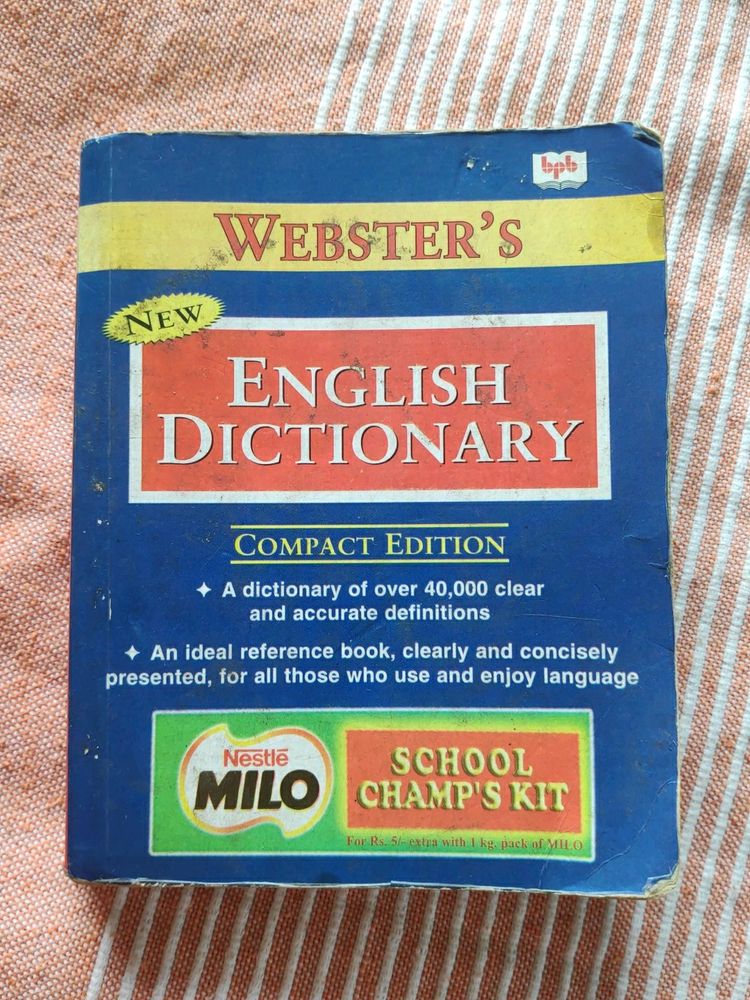 bpb
WEBSTER'S
NEW
ENGLISH
DICTIONARY
COMPACT EDITION
✦ A dictionary of over 40,000 clear
and accurate definitions
✦ An ideal reference book, clearly and concisely
presented, for all those who use and enjoy language
Nestlé
MILO
SCHOOL
CHAMP'S KIT
For Rs. 5/- extra with 1 kg. pack of MILO